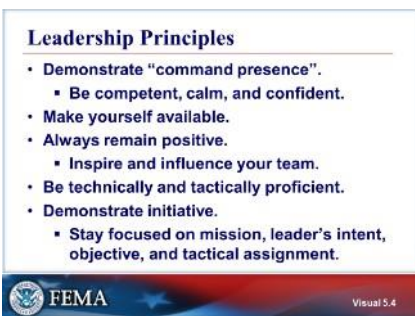 Leadership Principles
• Demonstrate “command presence”.
▪ Be competent, calm, and confident.
• Make yourself available.
• Always remain positive.
▪ Inspire and influence your team.
• Be technically and tactically proficient.
• Demonstrate initiative.
▪ Stay focused on mission, leader’s intent,
objective, and tactical assignment.
FEMA
Visual 5.4